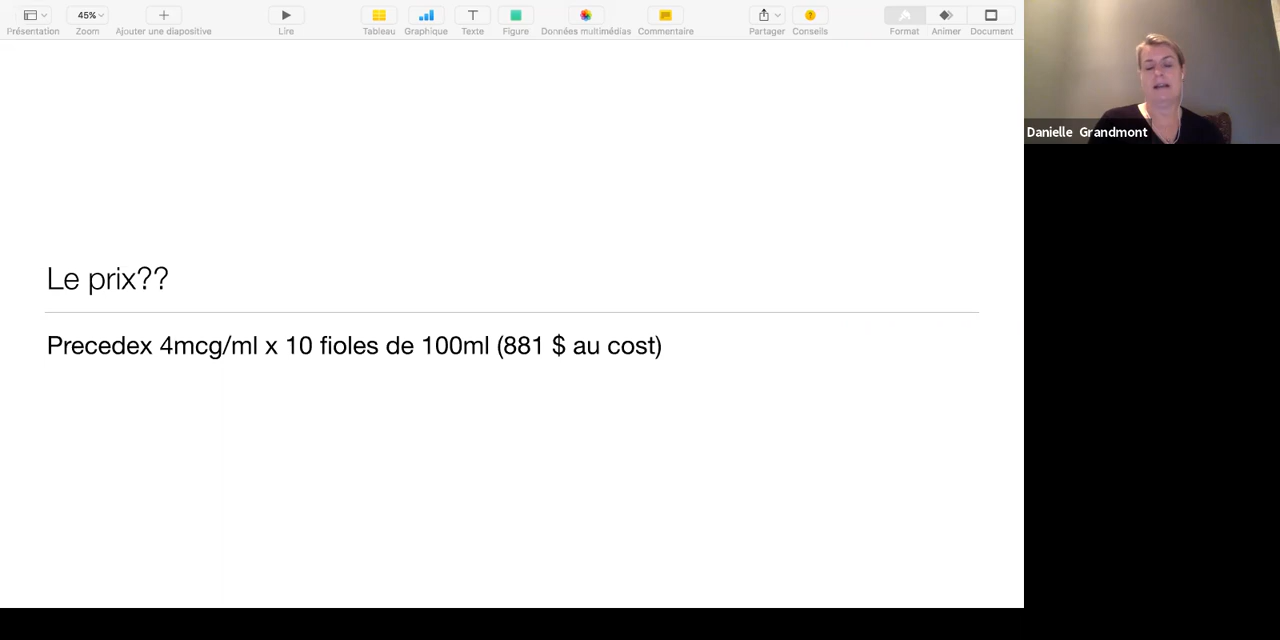 45%
Présentation Zoom Ajouter une diapositive Lire Tableau Graphique Texte Figure Données multimédias Commentaire Partager Conseils Format Animer Document
Danielle Grandmont
Le prix??
Precedex 4mcg/ml x 10 fioles de 100ml (881 $ au cost)